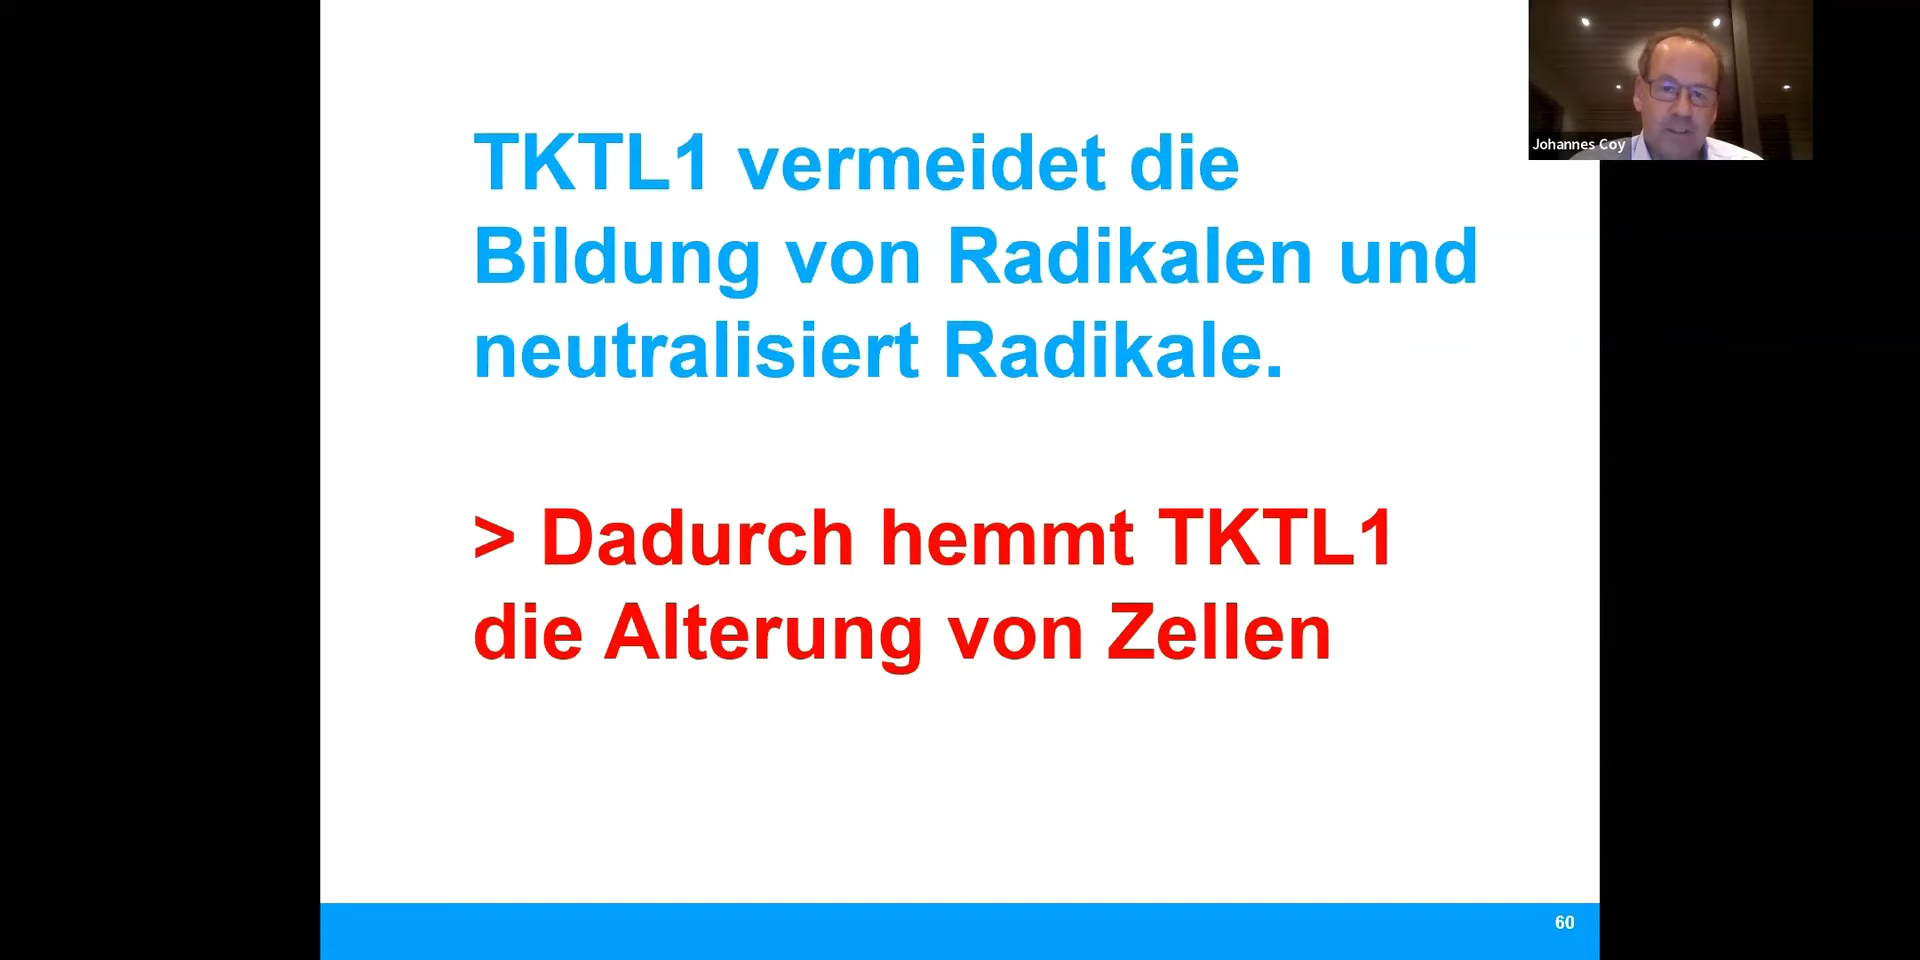 TKTL1 vermeidet die
Bildung von Radikalen und
neutralisiert Radikale.
> Dadurch hemmt TKTL1
die Alterung von Zellen
Johannes Coy
60